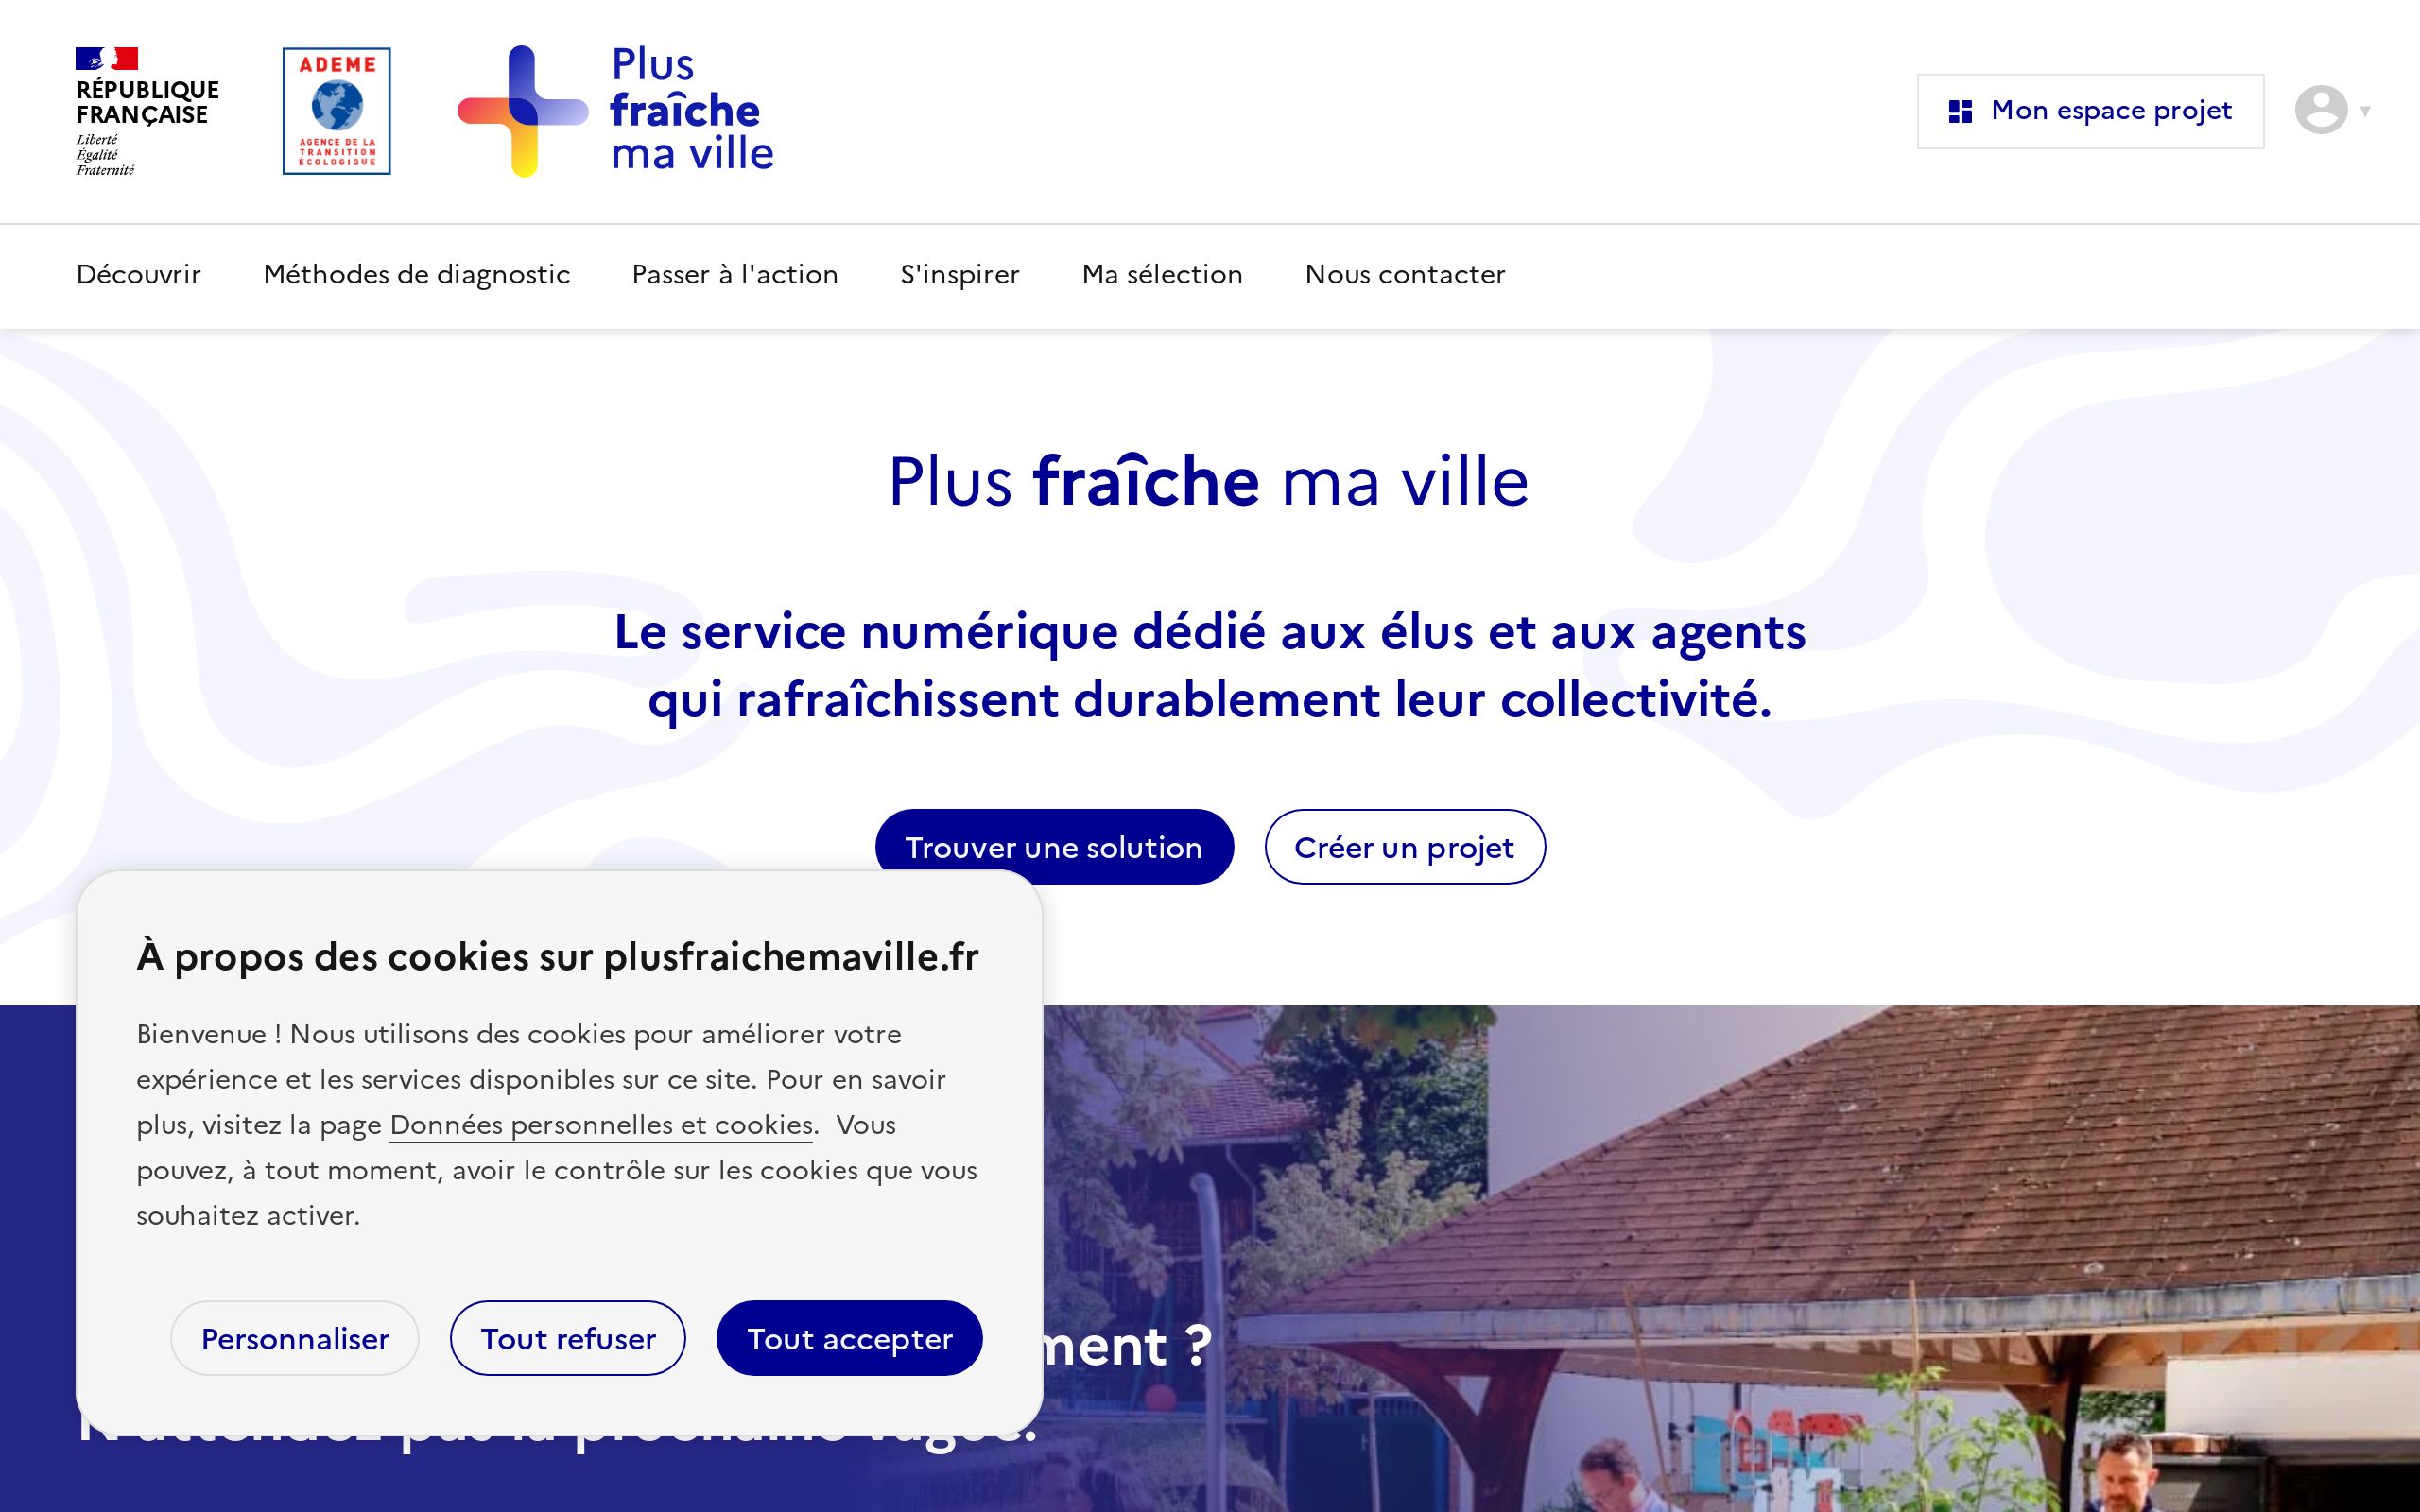 RÉPUBLIQUE
FRANÇAISE
Liberté
Égalité
Fraternité
ADEME
AGENCE DE LA
TRANSITION
ÉCOLOGIQUE
Plus
fraîche
ma ville
Mon espace projet
Découvrir
Méthodes de diagnostic
Passer à l'action
S'inspirer
Ma sélection
Nous contacter
Plus fraîche ma ville
Le service numérique dédié aux élus et aux agents
qui rafraîchissent durablement leur collectivité.
Trouver une solution
Créer un projet
À propos des cookies sur plusfraichemaville.fr
Bienvenue ! Nous utilisons des cookies pour améliorer votre
expérience et les services disponibles sur ce site. Pour en savoir
plus, visitez la page Données personnelles et cookies. Vous
pouvez, à tout moment, avoir le contrôle sur les cookies que vous
souhaitez activer.
Personnaliser
Tout refuser
Tout accepter
ment ?